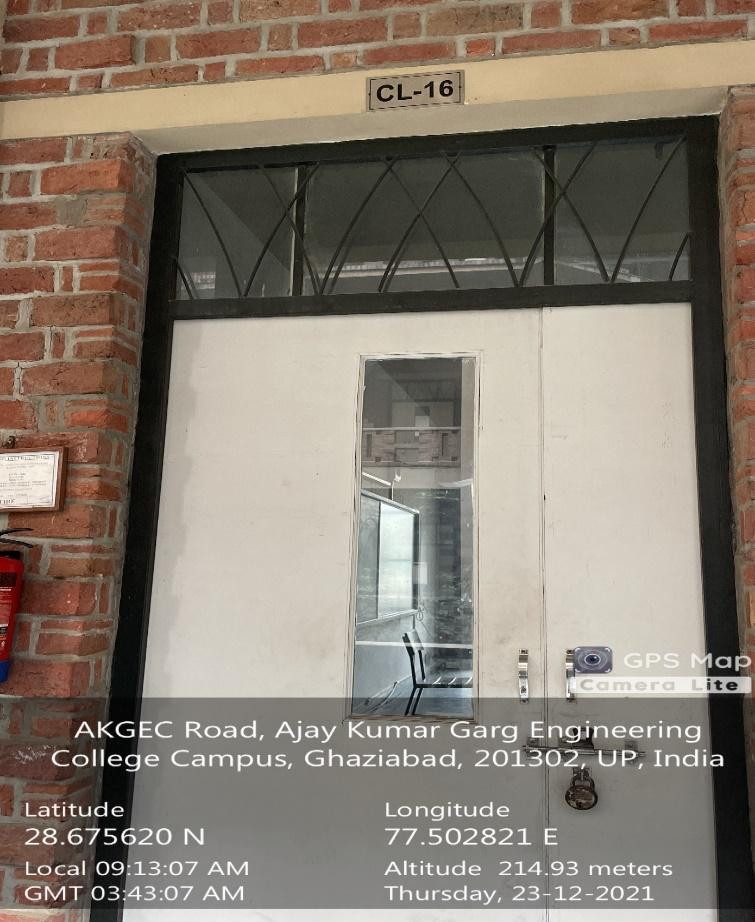 CL-16
FIRE
GPS Map
Camera Lite
AKGEC Road, Ajay Kumar Garg Engineering
College Campus, Ghaziabad, 201302, UP, India
Latitude
28.675620 N
Longitude
77.502821 E
Local 09:13:07 AM
GMT 03:43:07 AM
Altitude 214.93 meters
Thursday, 23-12-2021